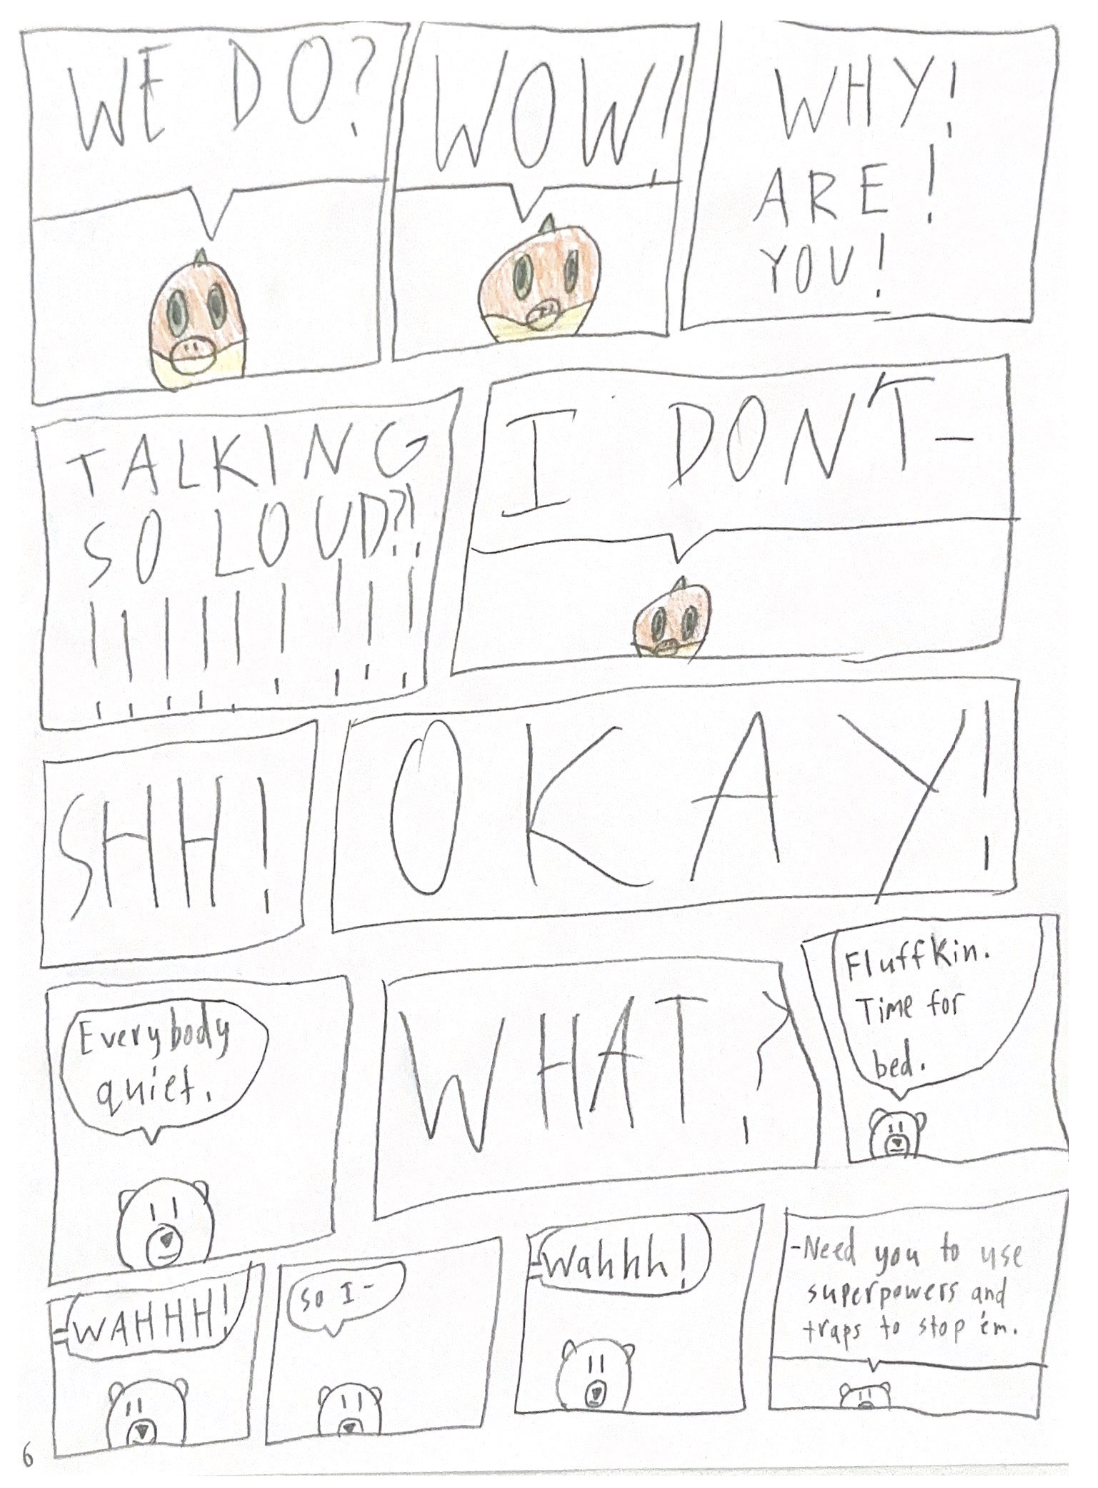 WE DO?
WOW!
WHY!
ARE!
YOU!
TALKING
SO LOUD?!
!!!!!!!!
I DON'T-
SHH!
OKAY!
Everybody
quiet.
WHAT?
Fluffkin.
Time for
bed.
WAHHH!
SO I-
Wahhh!
-Need you to use
superpowers and
traps to stop 'em.
6